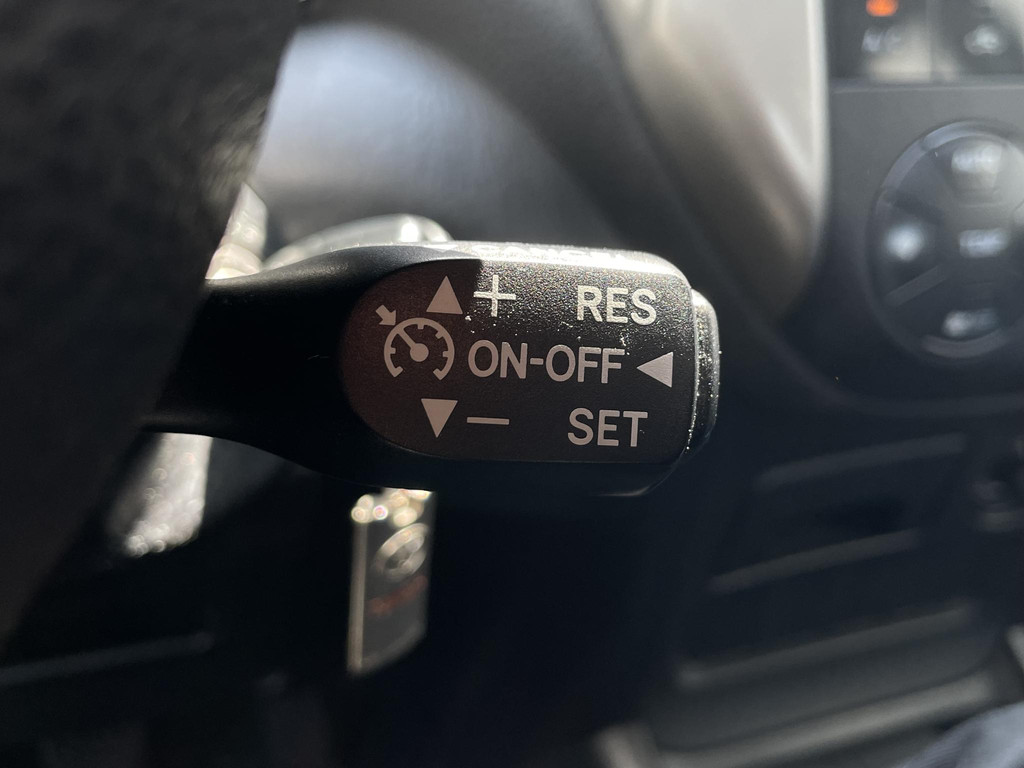 + RES
ON-OFF
- SET